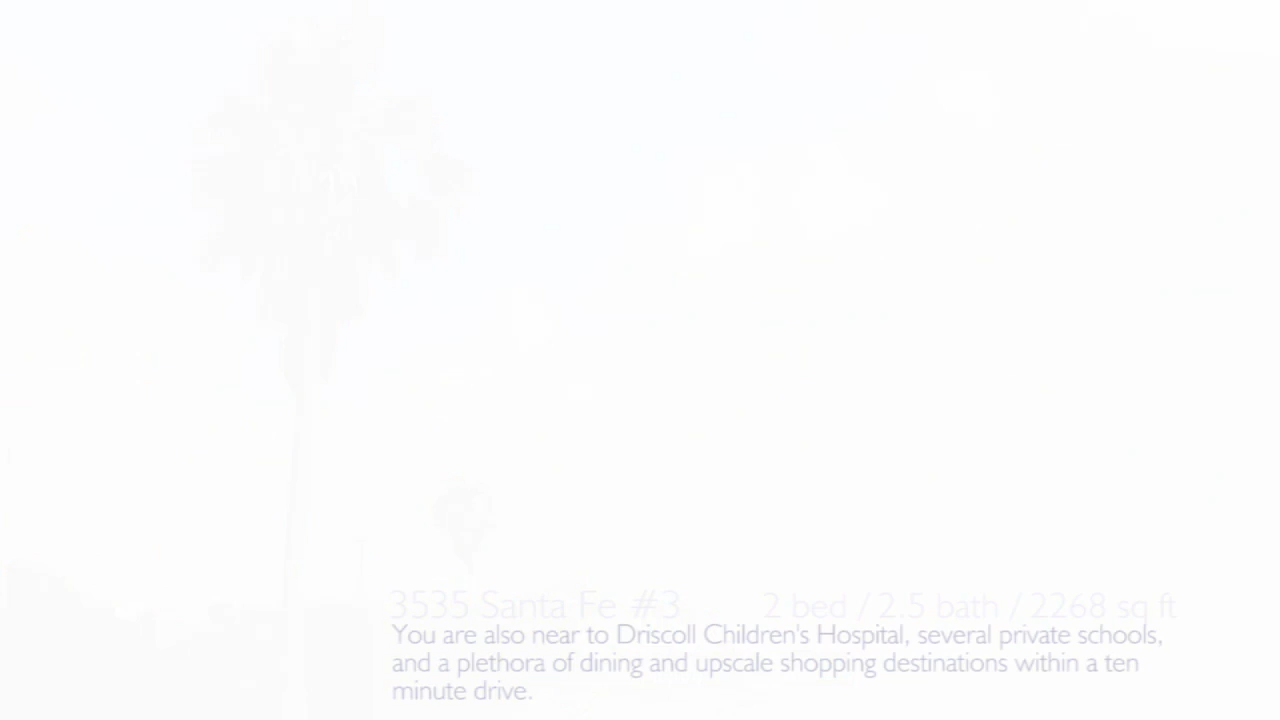 3535 Santa Fe #3 2 bed / 2.5 bath / 2268 sq ft
You are also near to Driscoll Children's Hospital, several private schools,
and a plethora of dining and upscale shopping destinations within a ten
minute drive.